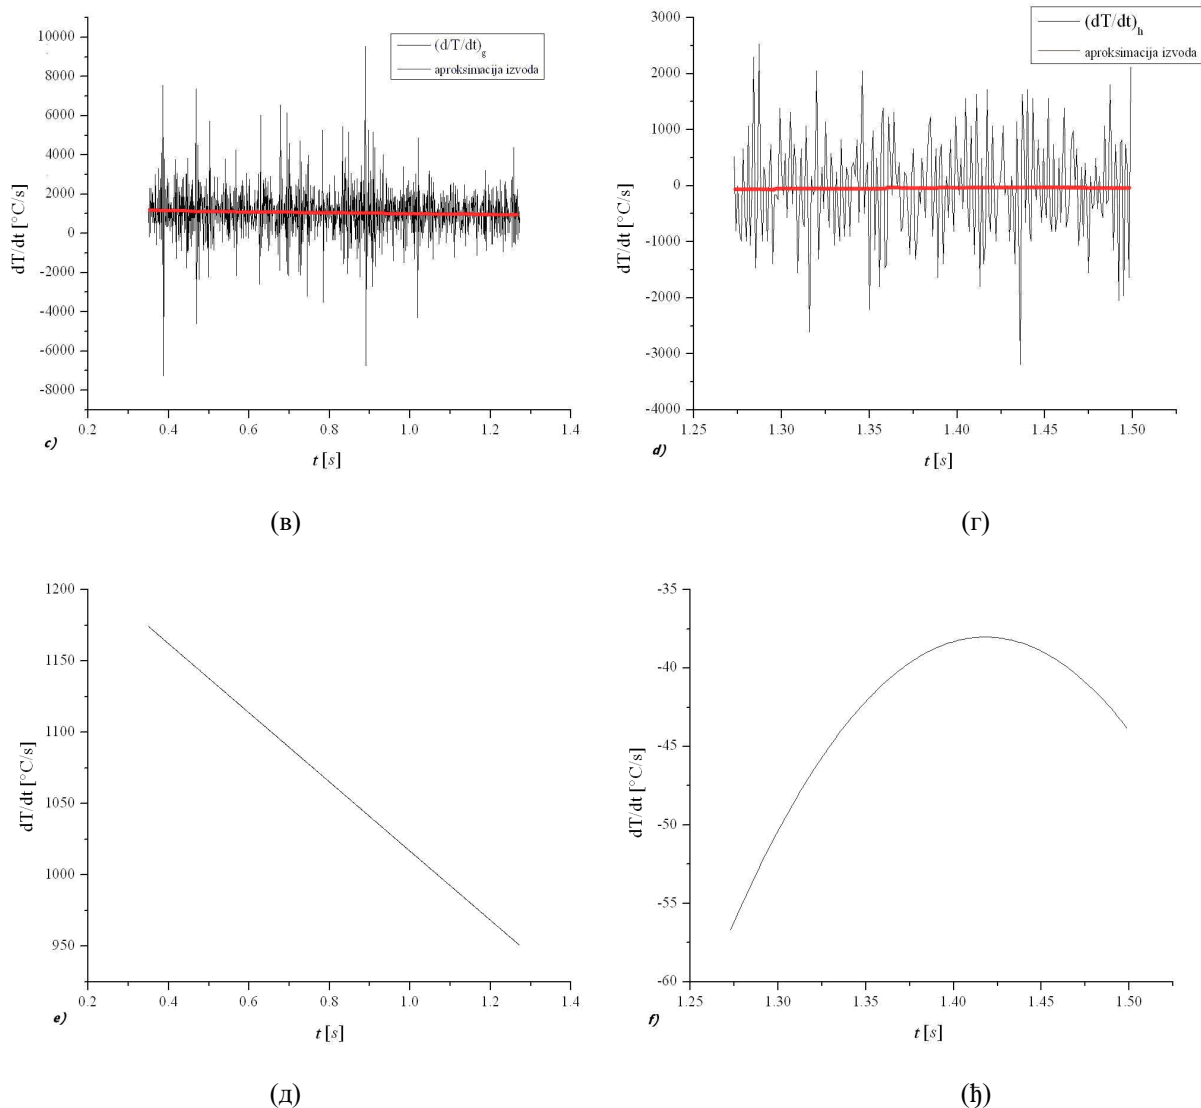 10000
8000
6000
4000
2000
0
-2000
-4000
-6000
-8000
dT/dt [°C/s]
(d/T/dt)g
aproksimacija izvoda
0.2 0.4 0.6 0.8 1.0 1.2 1.4
c)
t [s]
(в)
3000
2000
1000
0
-1000
-2000
-3000
-4000
dT/dt [°C/s]
(dT/dt)h
aproksimacija izvoda
1.25 1.30 1.35 1.40 1.45 1.50
d)
t [s]
(г)
1200
1150
1100
1050
1000
950
dT/dt [°C/s]
0.2 0.4 0.6 0.8 1.0 1.2 1.4
e)
t [s]
(д)
-35
-40
-45
-50
-55
-60
dT/dt [°C/s]
1.25 1.30 1.35 1.40 1.45 1.50
f)
t [s]
(ђ)